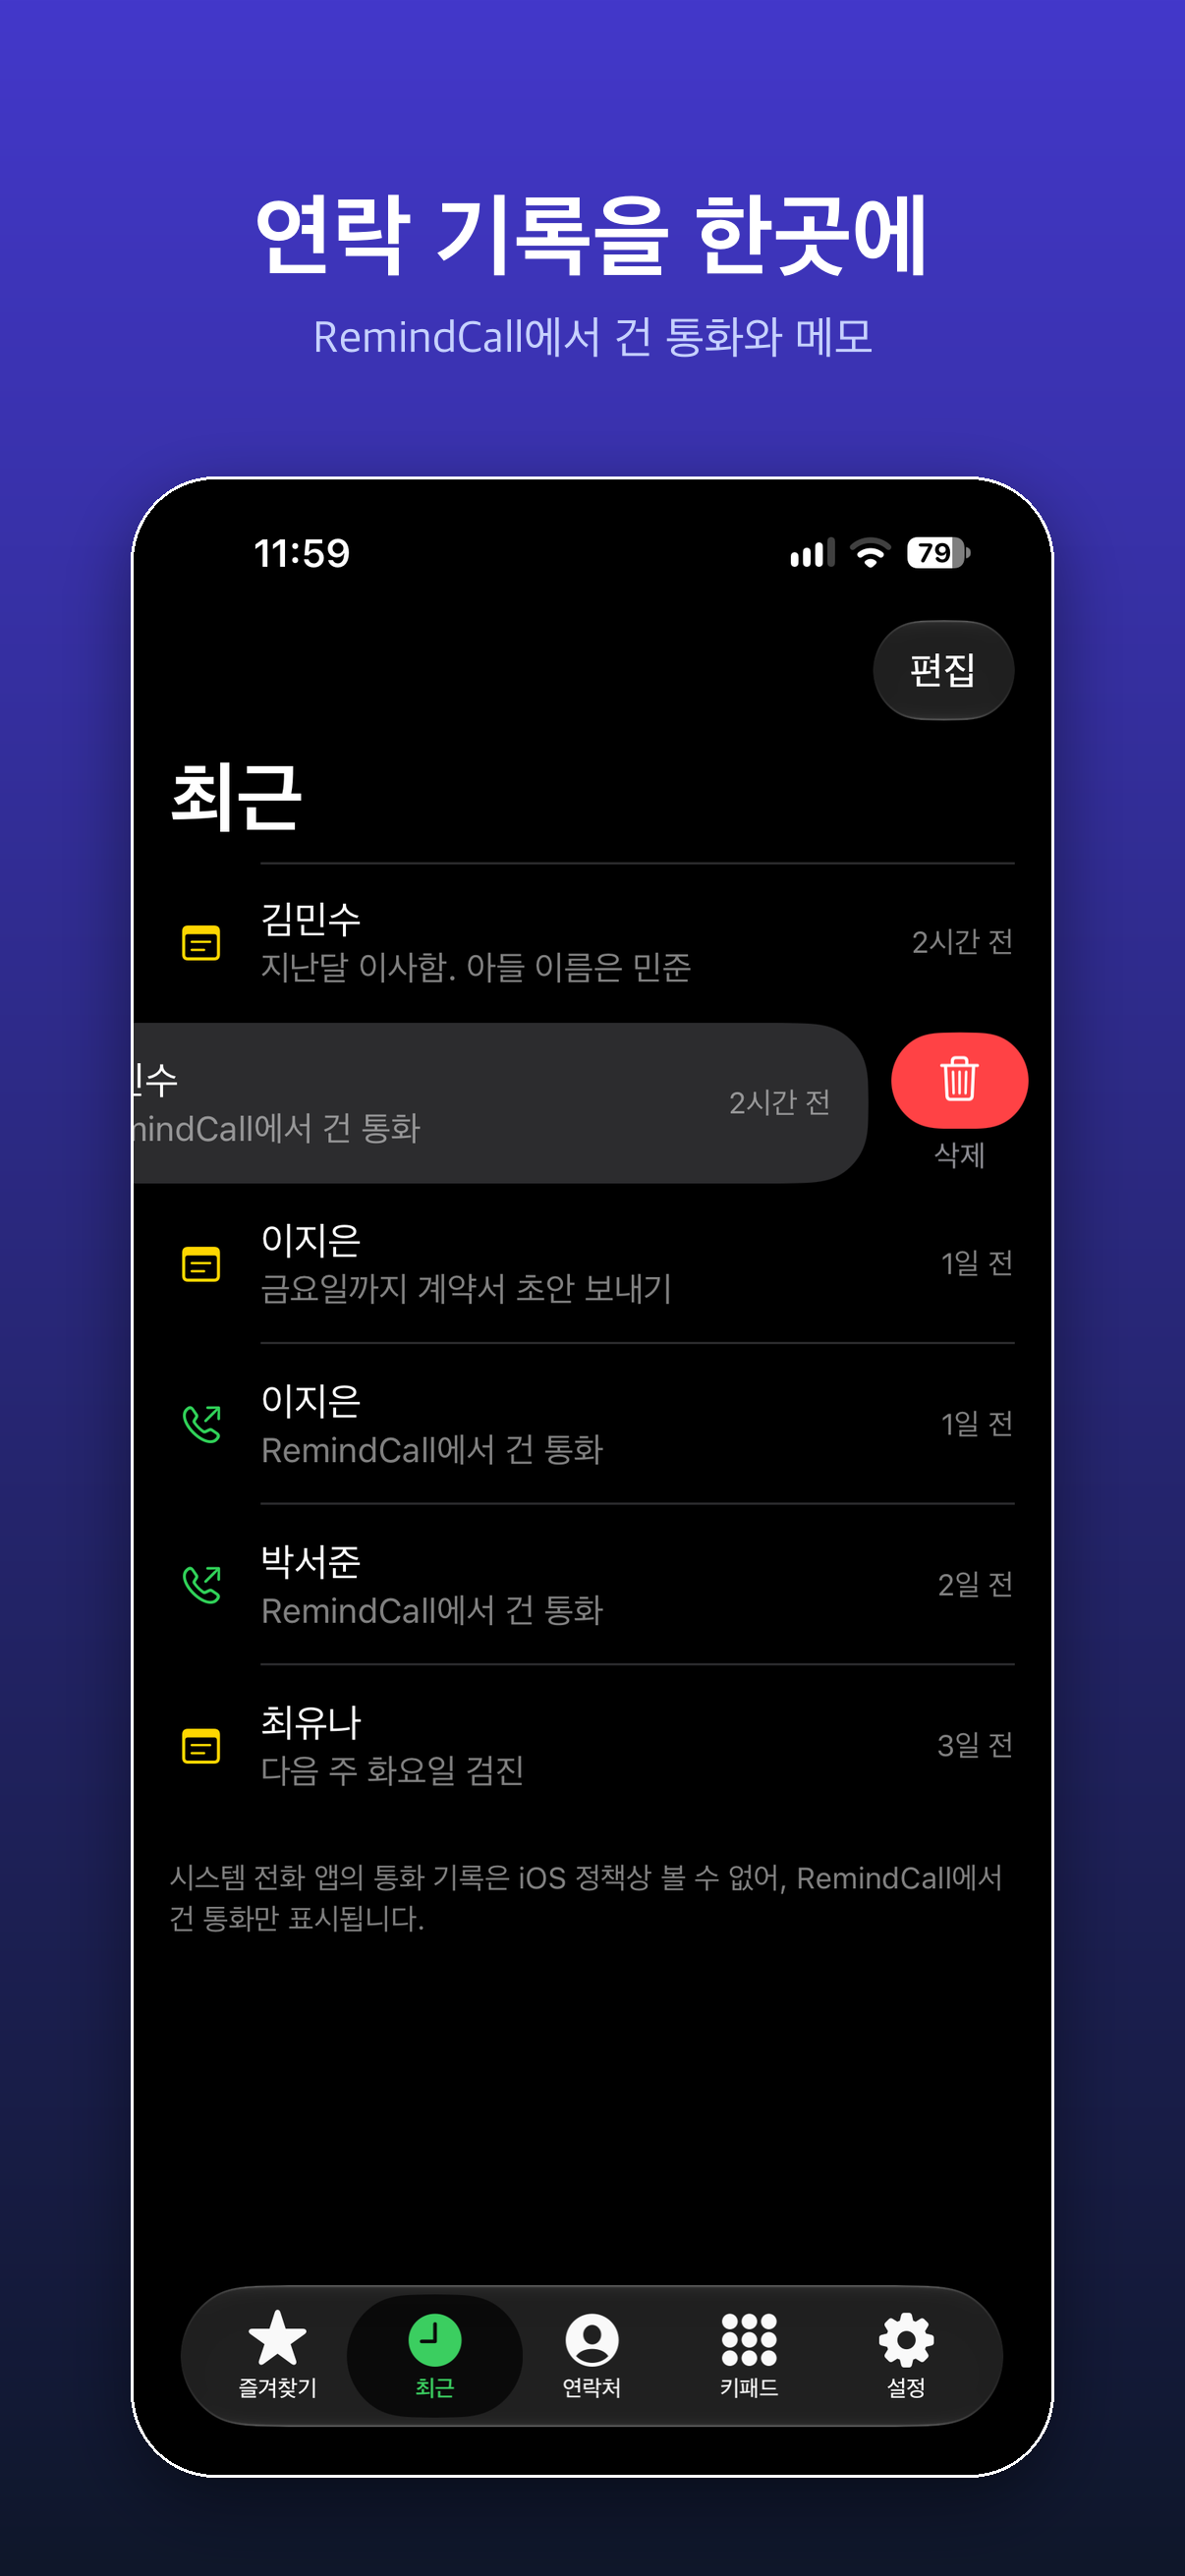 연락 기록을 한곳에
RemindCall에서 건 통화와 메모
11:59
79
편집
최근
김민수
지난달 이사함. 아들 이름은 민준
2시간 전
민수
mindCall에서 건 통화
2시간 전
삭제
이지은
금요일까지 계약서 초안 보내기
1일 전
이지은
RemindCall에서 건 통화
1일 전
박서준
RemindCall에서 건 통화
2일 전
최유나
다음 주 화요일 검진
3일 전
시스템 전화 앱의 통화 기록은 iOS 정책상 볼 수 없어, RemindCall에서
건 통화만 표시됩니다.
즐겨찾기
최근
연락처
키패드
설정